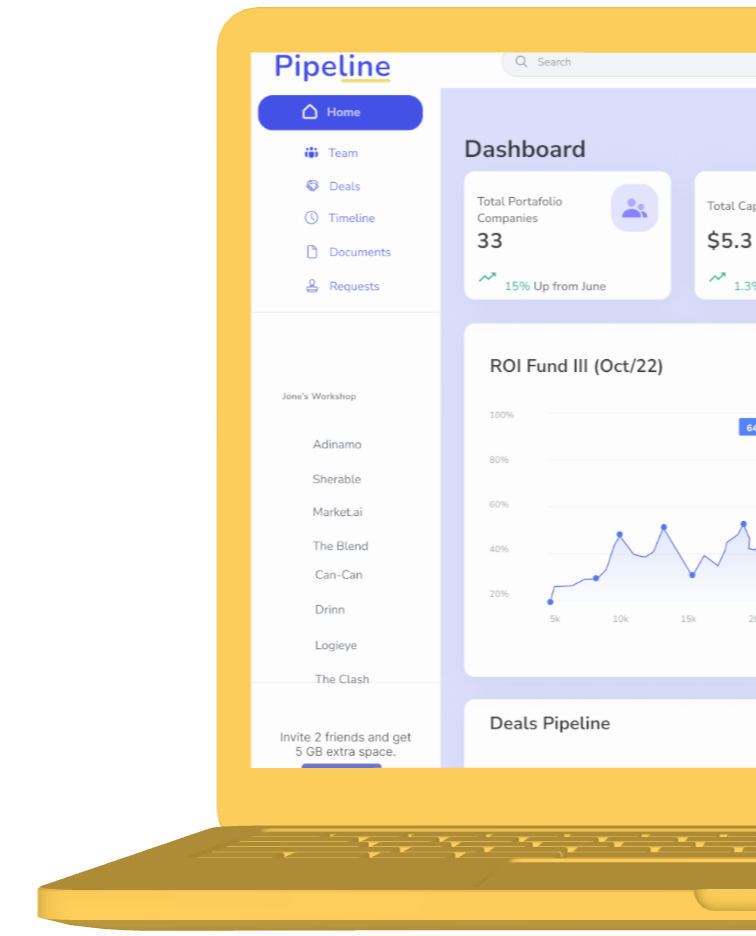 Pipeline
Search
Home
Team
Deals
Timeline
Documents
Requests
Jone's Workshop
Adinamo
Sherable
Market.ai
The Blend
Can-Can
Drinn
Logieye
The Clash
Invite 2 friends and get
5 GB extra space.
Dashboard
Total Portafolio
Companies
33
15% Up from June
Total Cap
$5.3
1.3%
ROI Fund III (Oct/22)
100%
80%
60%
40%
20%
64
5k
10k
15k
20
Deals Pipeline